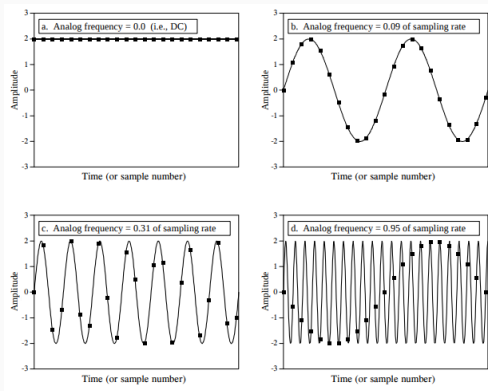 a. Analog frequency = 0.0 (i.e., DC)
3
2
1
0
-1
-2
-3
Amplitude
Time (or sample number)
b. Analog frequency = 0.09 of sampling rate
3
2
1
0
-1
-2
-3
Amplitude
Time (or sample number)
c. Analog frequency = 0.31 of sampling rate
3
2
1
0
-1
-2
-3
Amplitude
Time (or sample number)
d. Analog frequency = 0.95 of sampling rate
3
2
1
0
-1
-2
-3
Amplitude
Time (or sample number)